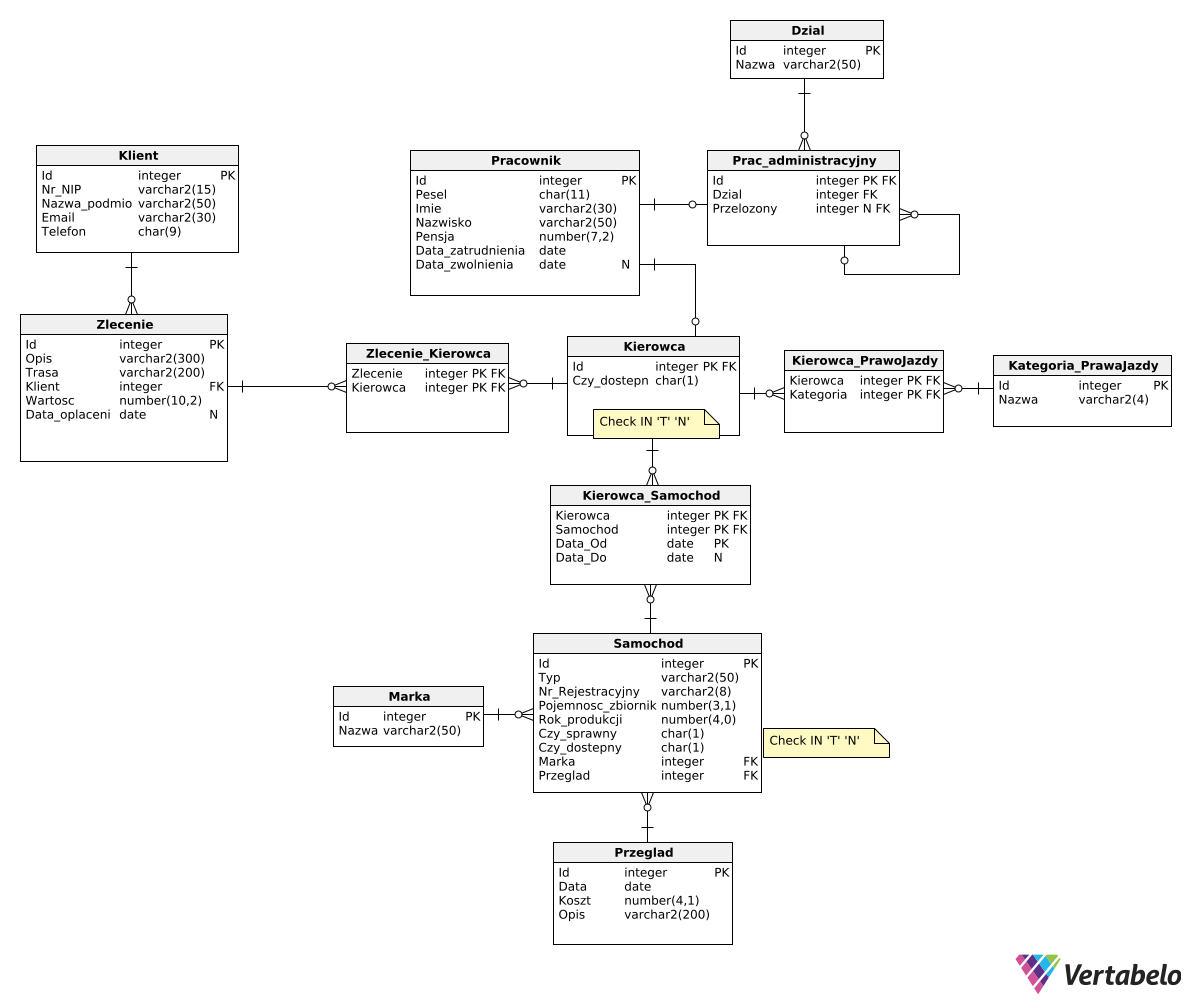 Dzial
Id integer PK
Nazwa varchar2(50)
Klient
Id integer PK
Nr_NIP varchar2(15)
Nazwa_podmio varchar2(50)
Email varchar2(30)
Telefon char(9)
Pracownik
Id integer PK
Pesel char(11)
Imie varchar2(30)
Nazwisko varchar2(50)
Pensja number(7,2)
Data_zatrudnienia date
Data_zwolnienia date N
Prac_administracyjny
Id integer PK FK
Dzial integer FK
Przelozony integer N FK
Zlecenie
Id integer PK
Opis varchar2(300)
Trasa varchar2(200)
Klient integer FK
Wartosc number(10,2)
Data_oplaceni date N
Zlecenie_Kierowca
Zlecenie integer PK FK
Kierowca integer PK FK
Kierowca
Id integer PK FK
Czy_dostepn char(1)
Check IN 'T' 'N'
Kierowca_PrawoJazdy
Kierowca integer PK FK
Kategoria integer PK FK
Kategoria_PrawaJazdy
Id integer PK
Nazwa varchar2(4)
Kierowca_Samochod
Kierowca integer PK FK
Samochod integer PK FK
Data_Od date PK
Data_Do date N
Samochod
Id integer PK
Typ varchar2(50)
Nr_Rejestracyjny varchar2(8)
Pojemnosc_zbiornik number(3,1)
Rok_produkcji number(4,0)
Czy_sprawny char(1)
Czy_dostepny char(1)
Marka integer FK
Przeglad integer FK
Marka
Id integer PK
Nazwa varchar2(50)
Check IN 'T' 'N'
Przeglad
Id integer PK
Data date
Koszt number(4,1)
Opis varchar2(200)
Vertabelo